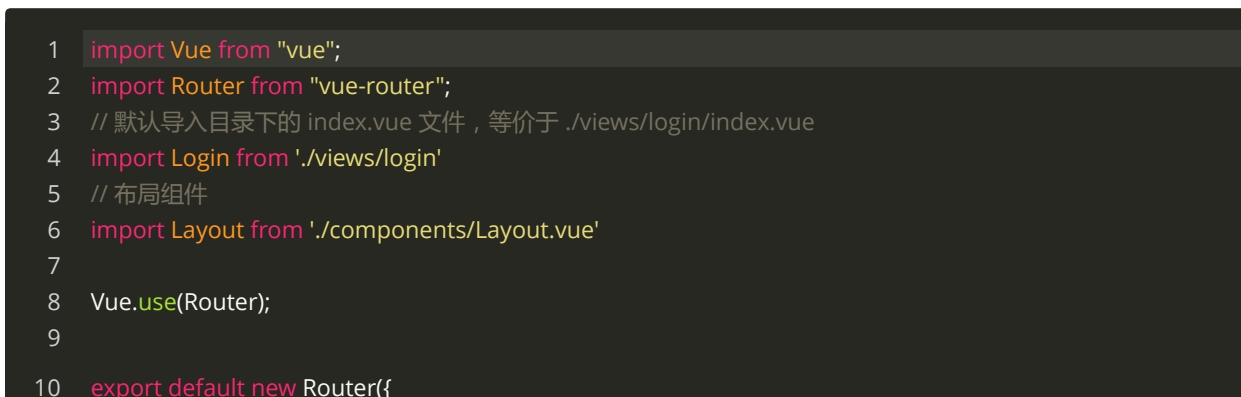 1 import Vue from "vue";
2 import Router from "vue-router";
3 // 默认导入目录下的 index.vue 文件，等价于 ./views/login/index.vue
4 import Login from './views/login'
5 // 布局组件
6 import Layout from './components/Layout.vue'
7
8 Vue.use(Router);
9
10 export default new Router({